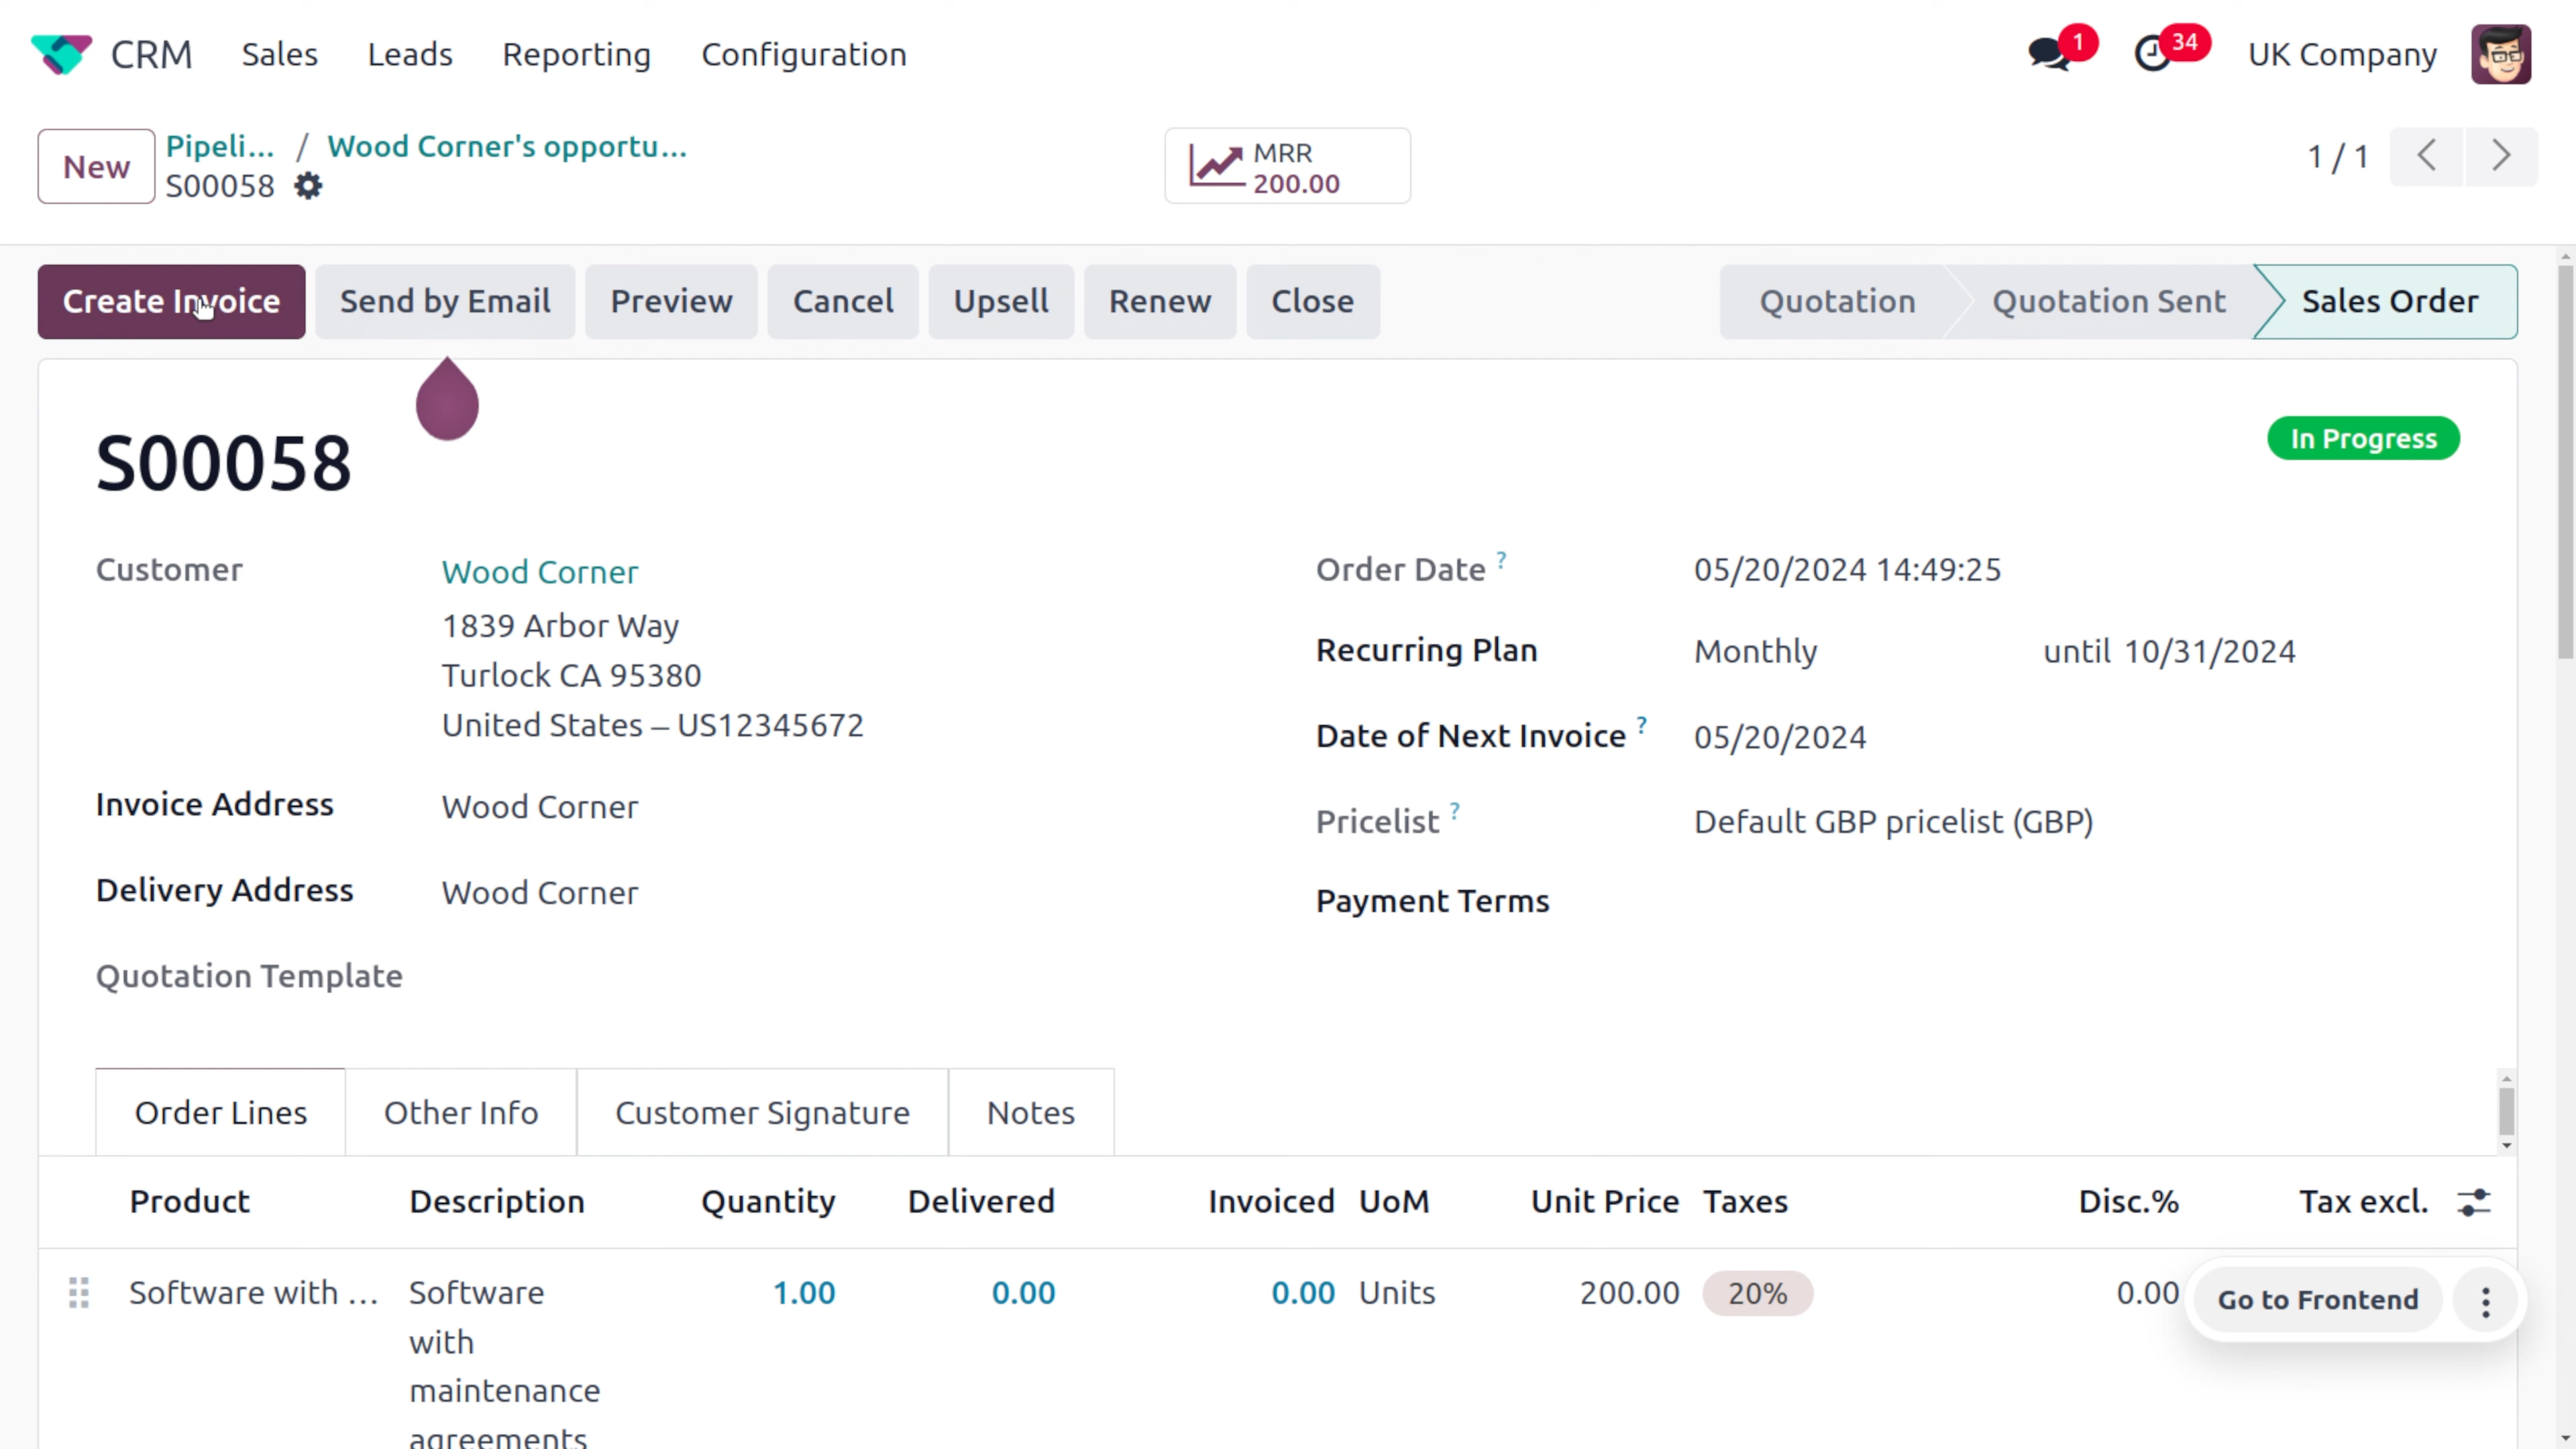 CRM Sales Leads Reporting Configuration 1 34 UK Company
New Pipeli... / Wood Corner's opportu... MRR 1 / 1
S00058 200.00
Create Invoice Send by Email Preview Cancel Upsell Renew Close Quotation Quotation Sent Sales Order
S00058 In Progress
Customer Wood Corner Order Date ? 05/20/2024 14:49:25
1839 Arbor Way Recurring Plan Monthly until 10/31/2024
Turlock CA 95380
United States – US12345672 Date of Next Invoice ? 05/20/2024
Invoice Address Wood Corner Pricelist ? Default GBP pricelist (GBP)
Delivery Address Wood Corner Payment Terms
Quotation Template
Order Lines Other Info Customer Signature Notes
Product Description Quantity Delivered Invoiced UoM Unit Price Taxes Disc.% Tax excl.
Software with ... Software 1.00 0.00 0.00 Units 200.00 20% 0.00 Go to Frontend
with
maintenance
agreements